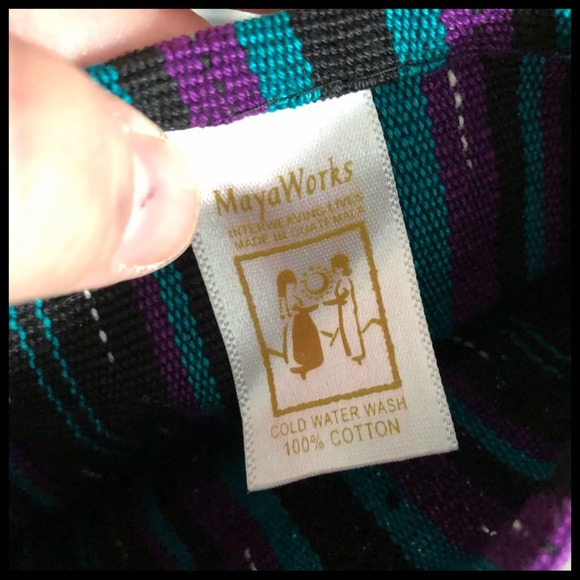 MayaWorks
INTERWEAVING LIVES
MADE IN GUATEMALA
COLD WATER WASH
100% COTTON